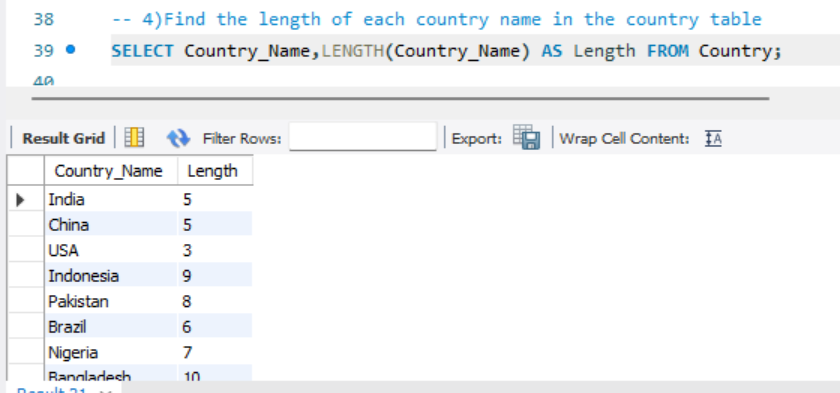 38 -- 4)Find the length of each country name in the country table
39 SELECT Country_Name,LENGTH(Country_Name) AS Length FROM Country;
40
Result Grid Filter Rows: Export: Wrap Cell Content:
Country_Name Length
India 5
China 5
USA 3
Indonesia 9
Pakistan 8
Brazil 6
Nigeria 7
Bangladesh 10
Result 21